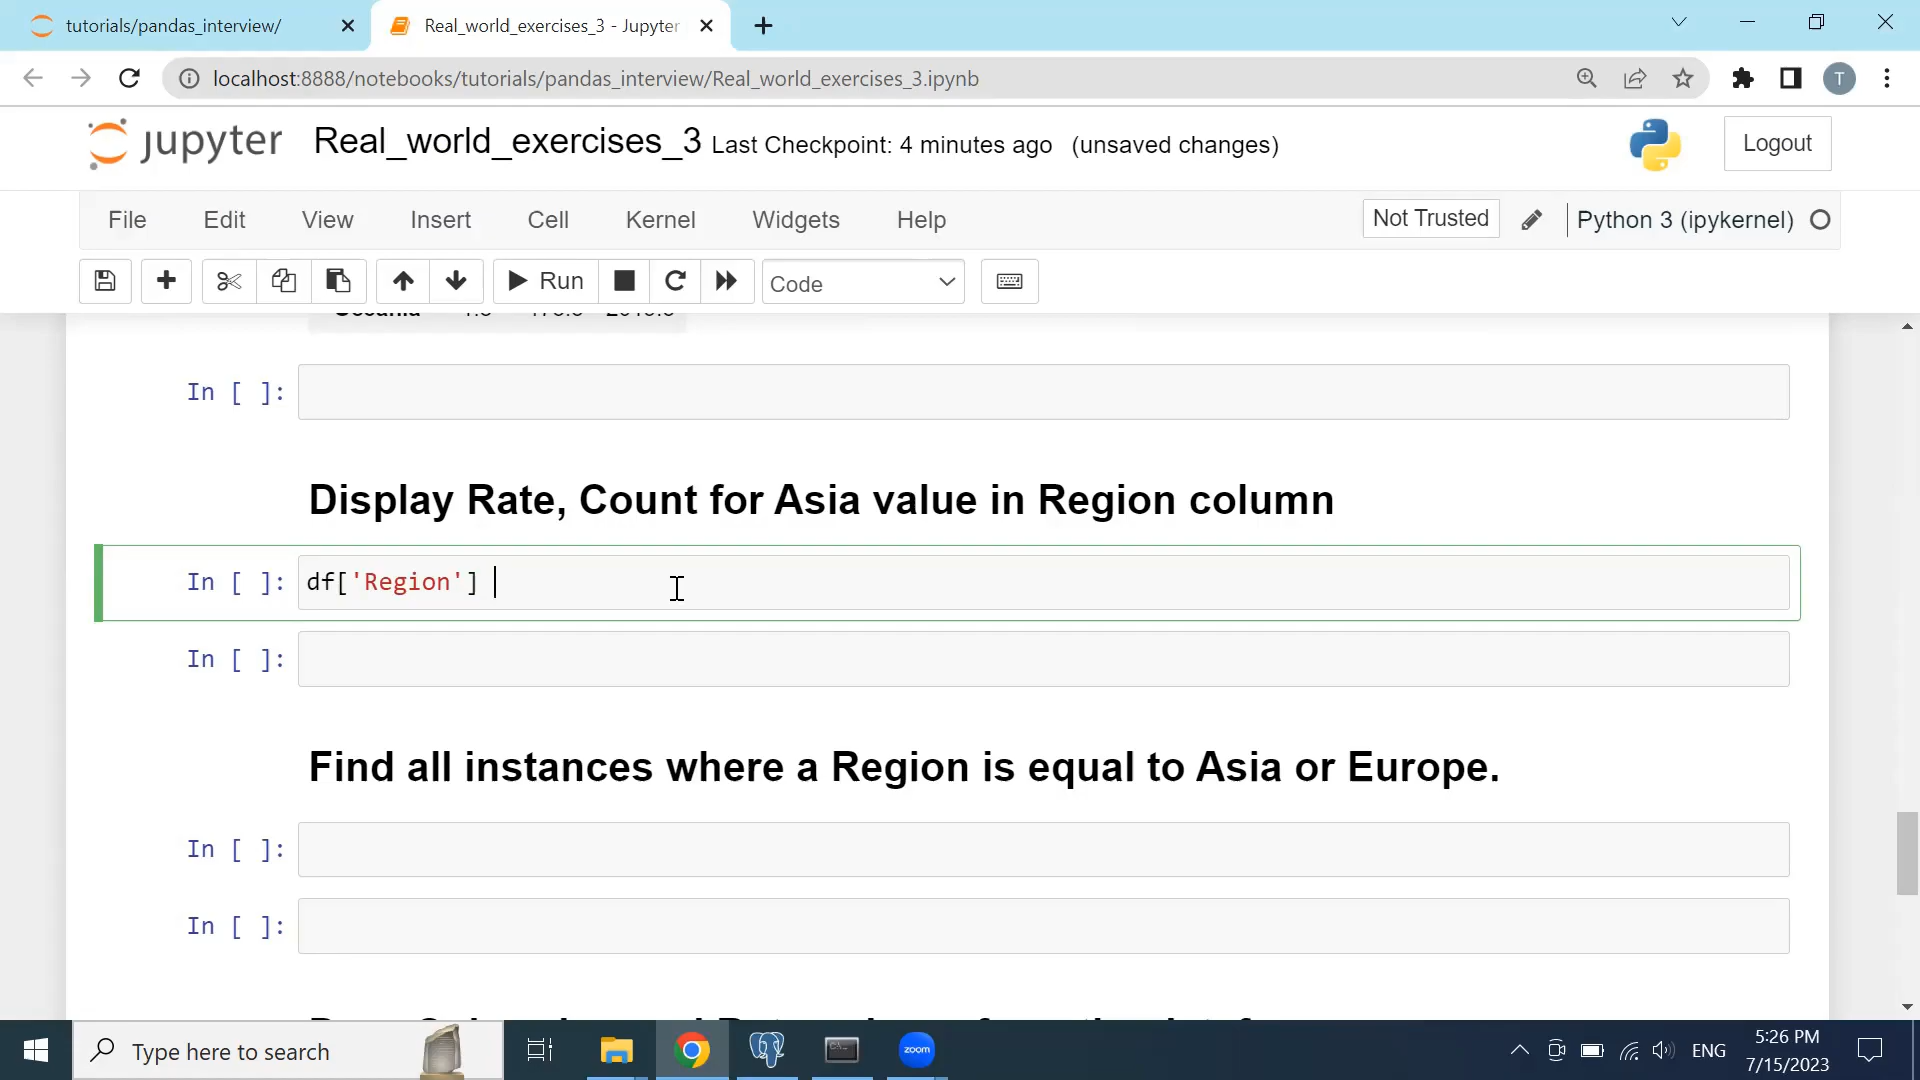 tutorials/pandas_interview/
Real_world_exercises_3 - Jupyter
localhost:8888/notebooks/tutorials/pandas_interview/Real_world_exercises_3.ipynb
T
jupyter Real_world_exercises_3 Last Checkpoint: 4 minutes ago (unsaved changes)
Logout
File Edit View Insert Cell Kernel Widgets Help
Not Trusted Python 3 (ipykernel)
Run Code
In [ ]:
Display Rate, Count for Asia value in Region column
In [ ]: df['Region']
In [ ]:
Find all instances where a Region is equal to Asia or Europe.
In [ ]:
In [ ]:
Type here to search
zoom
ENG
5:26 PM
7/15/2023